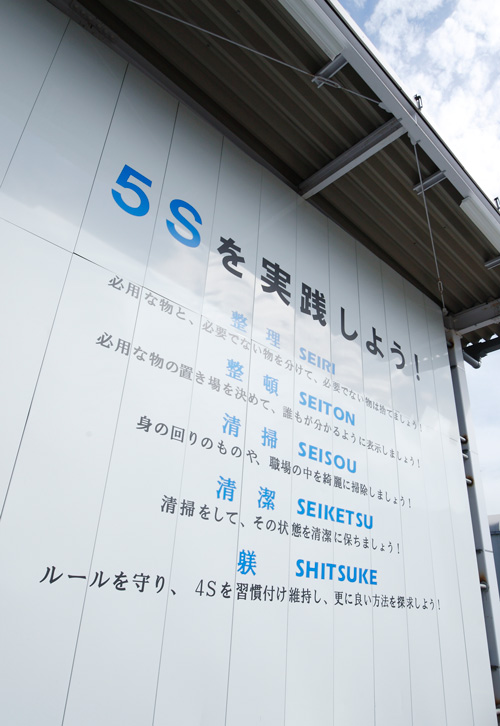 5Sを実践しよう！
整理 SEIRI
必用な物と、必要でない物を分けて、必要でない物は捨てましょう！
整頓 SEITON
必用な物の置き場を決めて、誰もが分かるように表示しましょう！
清掃 SEISOU
身の回りのものや、職場の中を綺麗に掃除しましょう！
清潔 SEIKETSU
清掃をして、その状態を清潔に保ちましょう！
躾 SHITSUKE
ルールを守り、4Sを習慣付け維持し、更に良い方法を探求しよう！